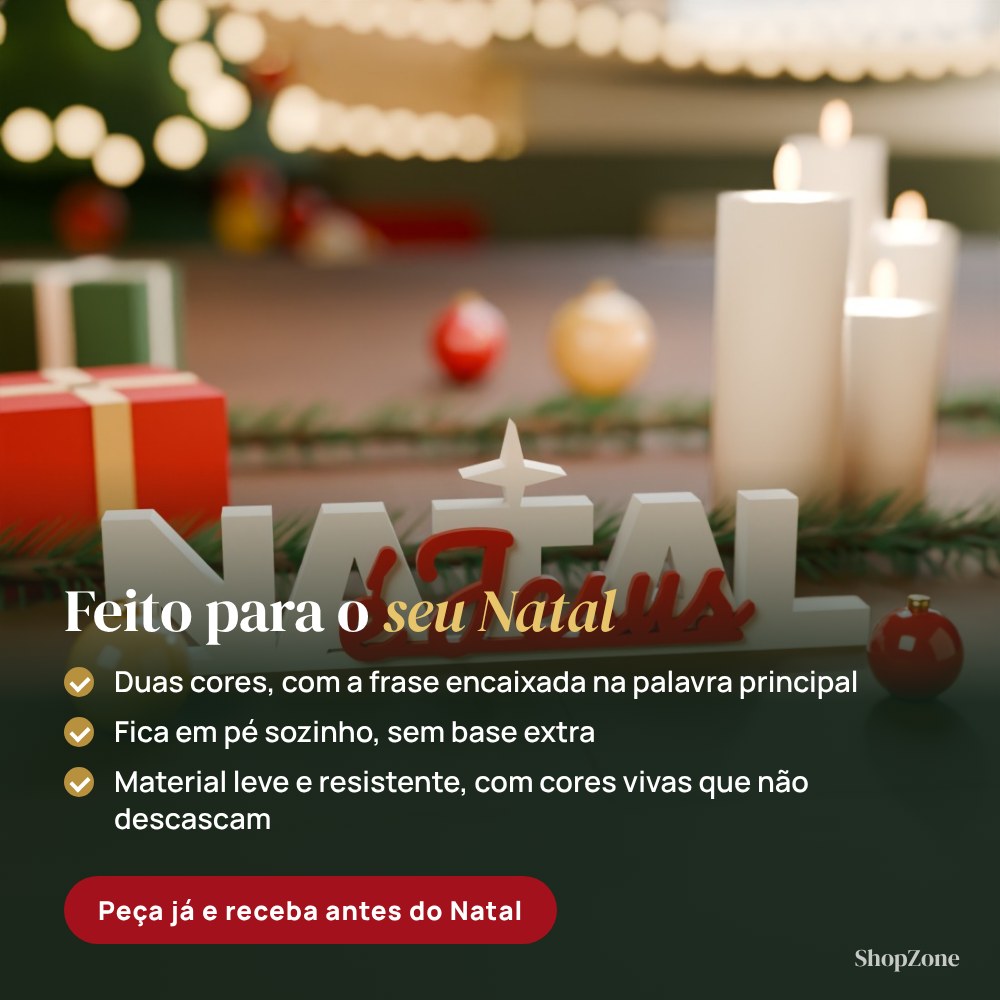 NATAL
é Jesus
Feito para o seu Natal
Duas cores, com a frase encaixada na palavra principal
Fica em pé sozinho, sem base extra
Material leve e resistente, com cores vivas que não
descascam
Peça já e receba antes do Natal
ShopZone